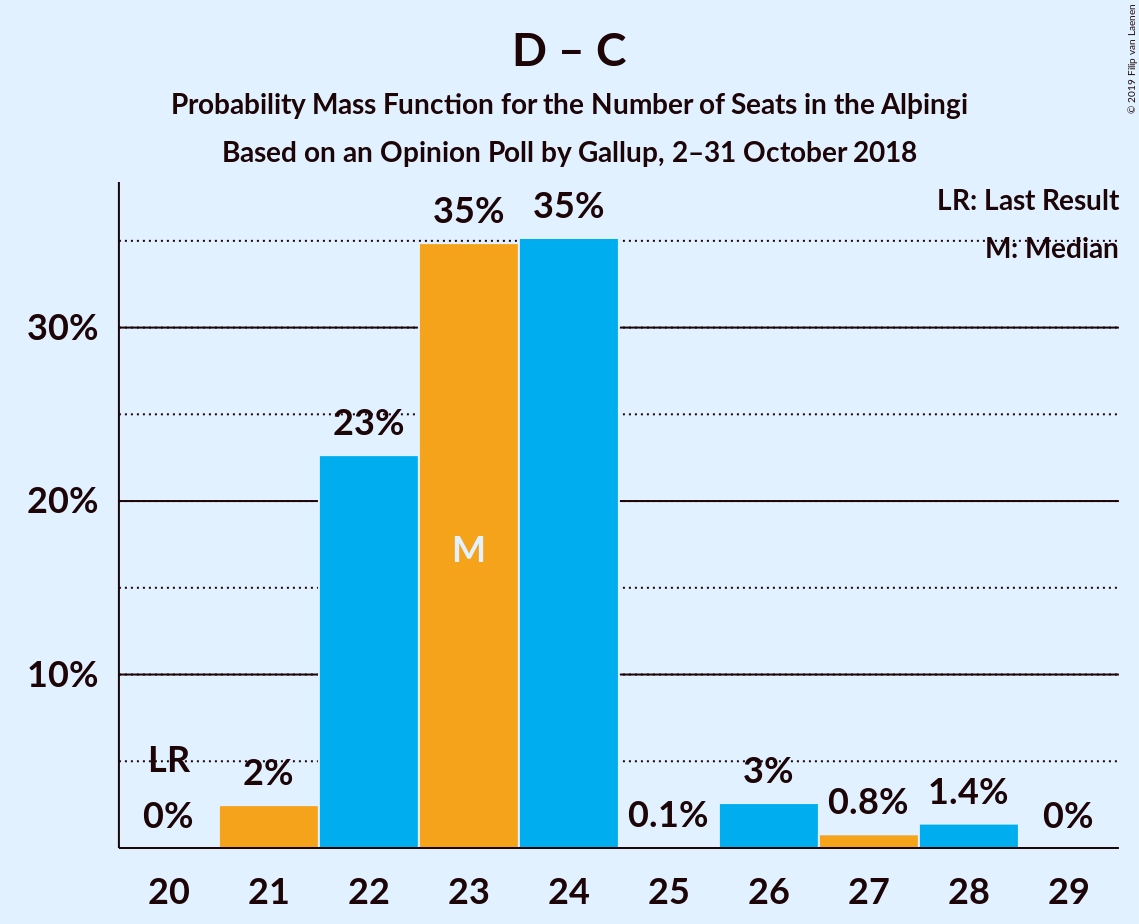 D – C
Probability Mass Function for the Number of Seats in the Alþingi
Based on an Opinion Poll by Gallup, 2–31 October 2018
© 2019 Filip van Laenen
LR: Last Result
M: Median
35%
35%
30%
23%
20%
M
10%
LR
0%
2%
0.1%
3%
0.8%
1.4%
0%
20 21 22 23 24 25 26 27 28 29